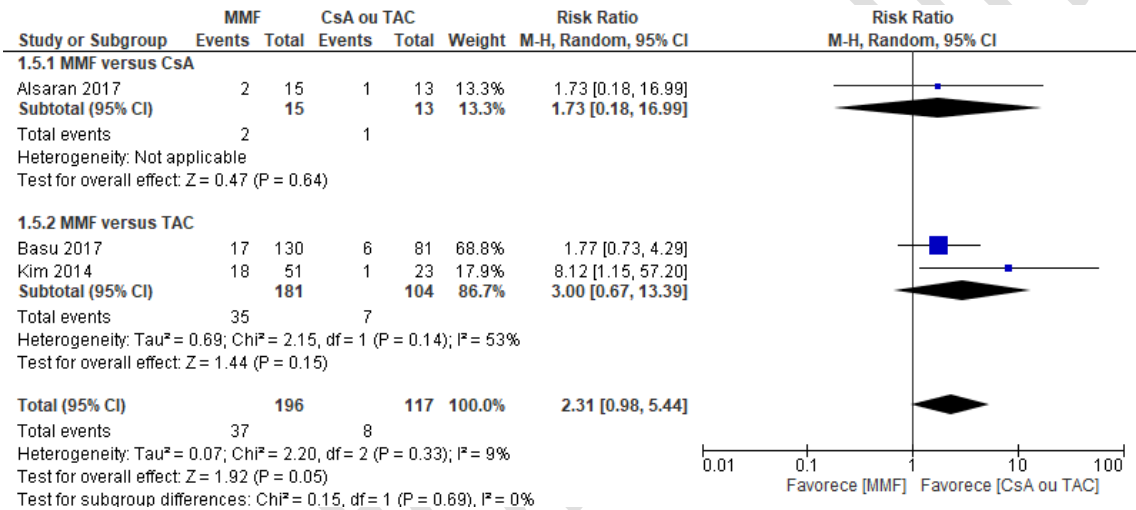 MMF CsA ou TAC Risk Ratio Risk Ratio
Study or Subgroup Events Total Events Total Weight M-H, Random, 95% CI M-H, Random, 95% CI
1.5.1 MMF versus CsA
Alsaran 2017 2 15 1 13 13.3% 1.73 [0.18, 16.99]
Subtotal (95% CI) 15 13 13.3% 1.73 [0.18, 16.99]
Total events 2 1
Heterogeneity: Not applicable
Test for overall effect: Z = 0.47 (P = 0.64)
1.5.2 MMF versus TAC
Basu 2017 17 130 6 81 68.8% 1.77 [0.73, 4.29]
Kim 2014 18 51 1 23 17.9% 8.12 [1.15, 57.20]
Subtotal (95% CI) 181 104 86.7% 3.00 [0.67, 13.39]
Total events 35 7
Heterogeneity: Tau² = 0.69; Chi² = 2.15, df = 1 (P = 0.14); I² = 53%
Test for overall effect: Z = 1.44 (P = 0.15)
Total (95% CI) 196 117 100.0% 2.31 [0.98, 5.44]
Total events 37 8
Heterogeneity: Tau² = 0.07; Chi² = 2.20, df = 2 (P = 0.33); I² = 9%
Test for overall effect: Z = 1.92 (P = 0.05)
Test for subgroup differences: Chi² = 0.15, df = 1 (P = 0.69), I² = 0%
0.01 0.1 1 10 100
Favorece [MMF] Favorece [CsA ou TAC]